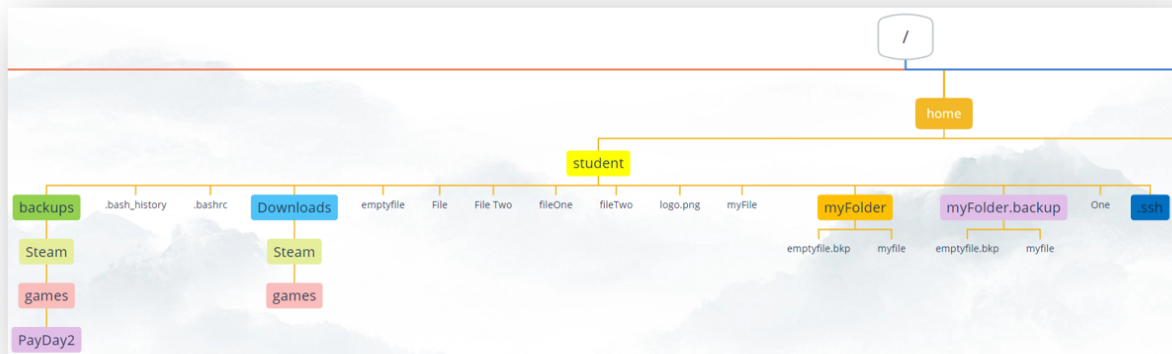 /
home
student
backups .bash_history .bashrc Downloads emptyfile File File Two fileOne fileTwo logo.png myFile myFolder myFolder.backup One .ssh
Steam Steam emptyfile.bkp myfile emptyfile.bkp myfile
games games
PayDay2